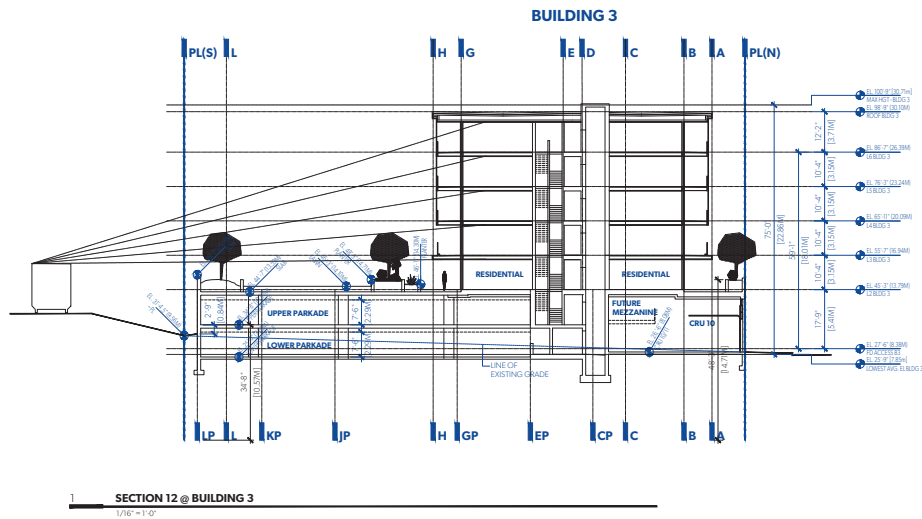 BUILDING 3
PL(S)
L
H
G
E
D
C
B
A
PL(N)
EL 100'-9" [30.71m]
MAX HGT - BLDG 3
EL 98'-9" (30.10M)
ROOF BLDG 3
12'-2"
[3.71M]
EL 86'-7" (26.39M)
L6 BLDG 3
10'-4"
[3.15M]
EL 76'-3" (23.24M)
L5 BLDG 3
10'-4"
[3.15M]
EL 65'-11" (20.09M)
L4 BLDG 3
10'-4"
[3.15M]
EL 55'-7" (16.94M)
L3 BLDG 3
10'-4"
[3.15M]
EL 45'-3" (13.79M)
L2 BLDG 3
17'-9"
[5.41M]
EL 27'-6" (8.38M)
FD ACCESS B3
EL 25'-9" [7.85m]
LOWEST AVG. EL BLDG 3
75'-0"
[22.86M]
59'-1"
[18.01M]
RESIDENTIAL
RESIDENTIAL
FUTURE
MEZZANINE
CRU 10
UPPER PARKADE
LOWER PARKADE
2'-9"
[0.84M]
7'-6"
2.29M
7'-6"
2.29M
34'-8"
[10.57M]
LINE OF
EXISTING GRADE
LP
L
KP
JP
H
GP
EP
CP
C
B
A
1
SECTION 12 @ BUILDING 3
1/16" = 1'-0"